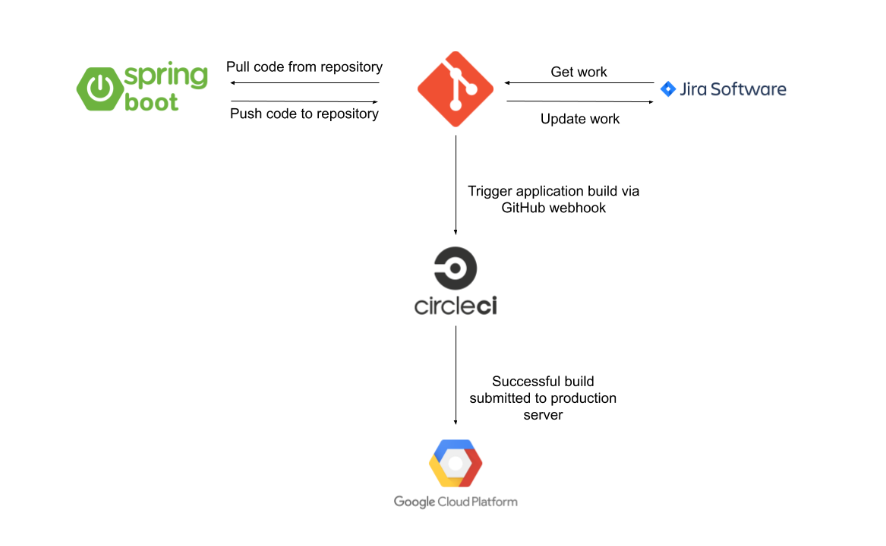 Pull code from repository
spring
boot
Push code to repository
Get work
Jira Software
Update work
Trigger application build via
GitHub webhook
circleci
Successful build
submitted to production
server
Google Cloud Platform